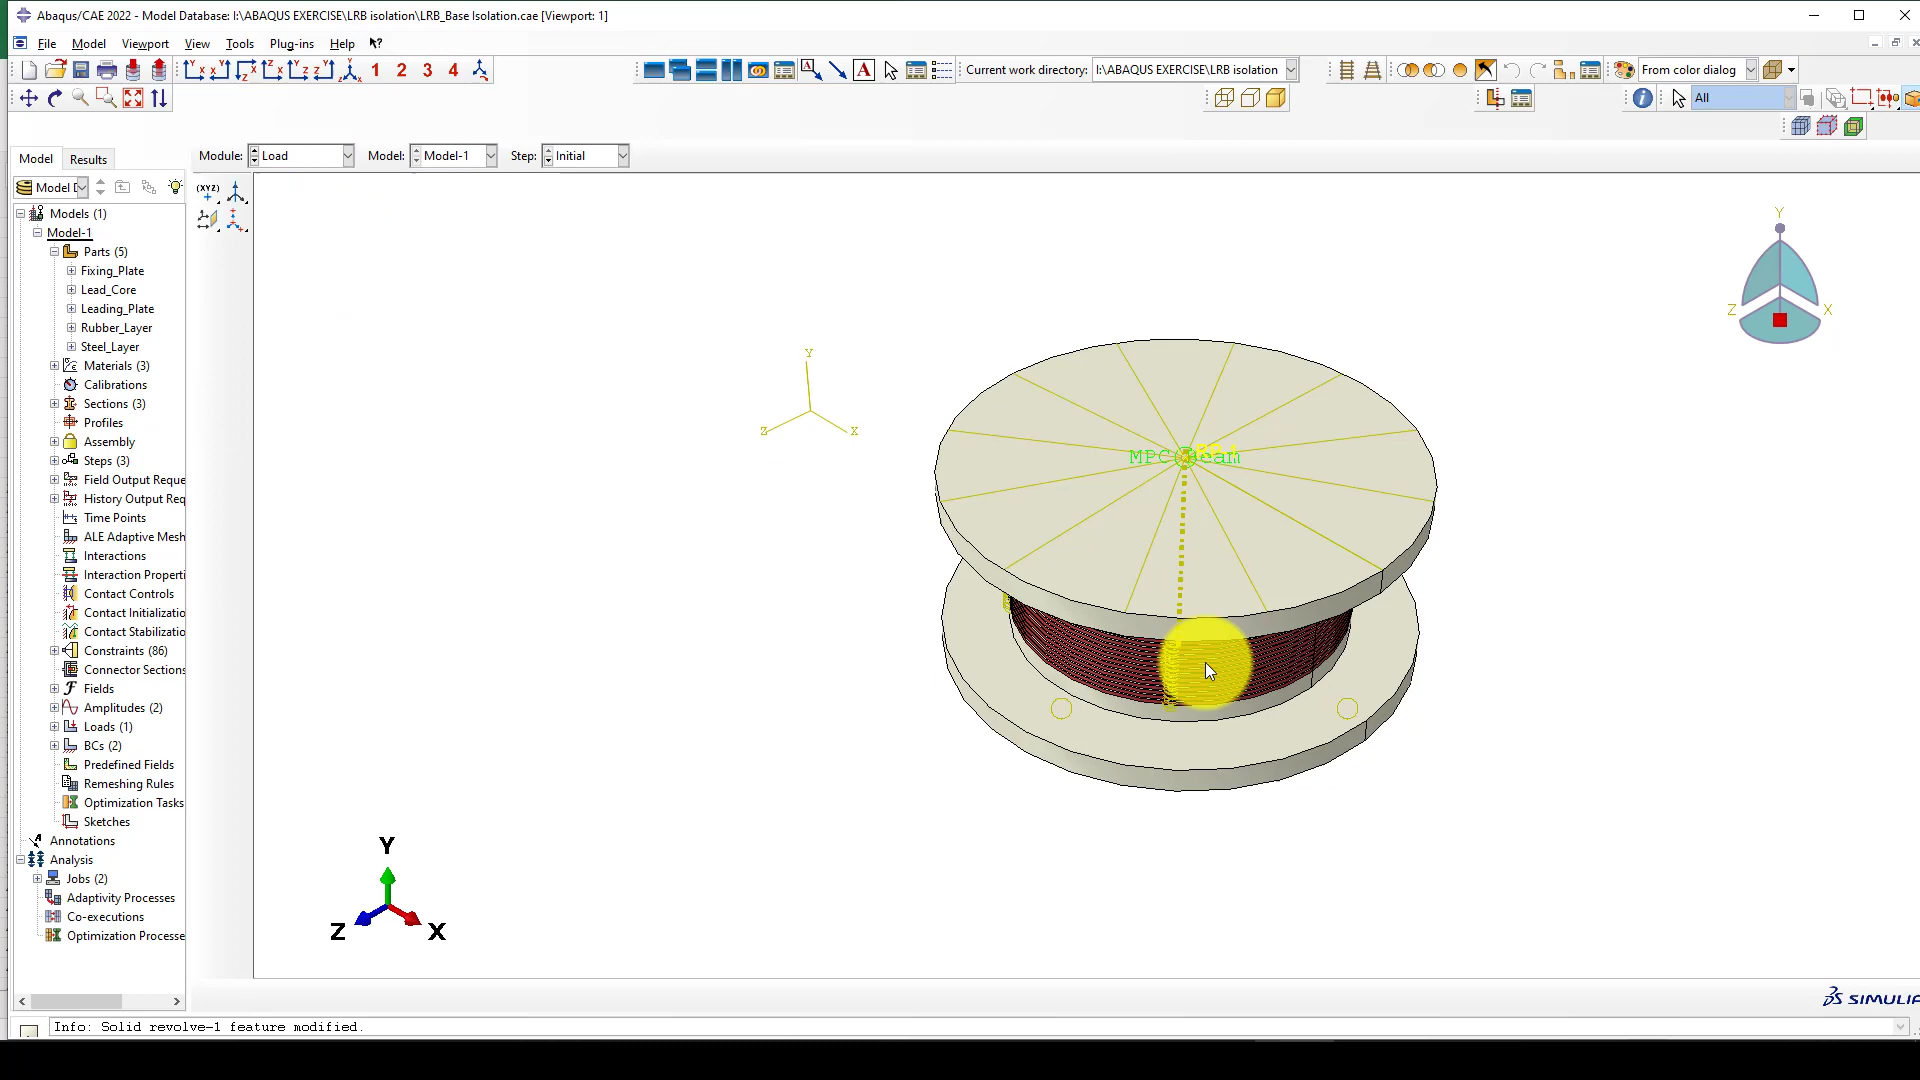 Abaqus/CAE 2022 - Model Database: I:\ABAQUS EXERCISE\LRB isolation\LRB_Base Isolation.cae [Viewport: 1]
File Model Viewport View Tools Plug-ins Help
1 2 3 4
Current work directory: I:\ABAQUS EXERCISE\LRB isolation
From color dialog
All
Model Results
Module: Load Model: Model-1 Step: Initial
Model D
(XYZ)
Models (1)
Model-1
Parts (5)
Fixing_Plate
Lead_Core
Leading_Plate
Rubber_Layer
Steel_Layer
Materials (3)
Calibrations
Sections (3)
Profiles
Assembly
Steps (3)
Field Output Reque
History Output Req
Time Points
ALE Adaptive Mesh
Interactions
Interaction Properti
Contact Controls
Contact Initializatio
Contact Stabilizatio
Constraints (86)
Connector Sections
Fields
Amplitudes (2)
Loads (1)
BCs (2)
Predefined Fields
Remeshing Rules
Optimization Tasks
Sketches
Annotations
Analysis
Jobs (2)
Adaptivity Processes
Co-executions
Optimization Processe
Y
Z X
Y
Z X
MPC Beam
Y
Z X
SIMULIA
Info: Solid revolve-1 feature modified.